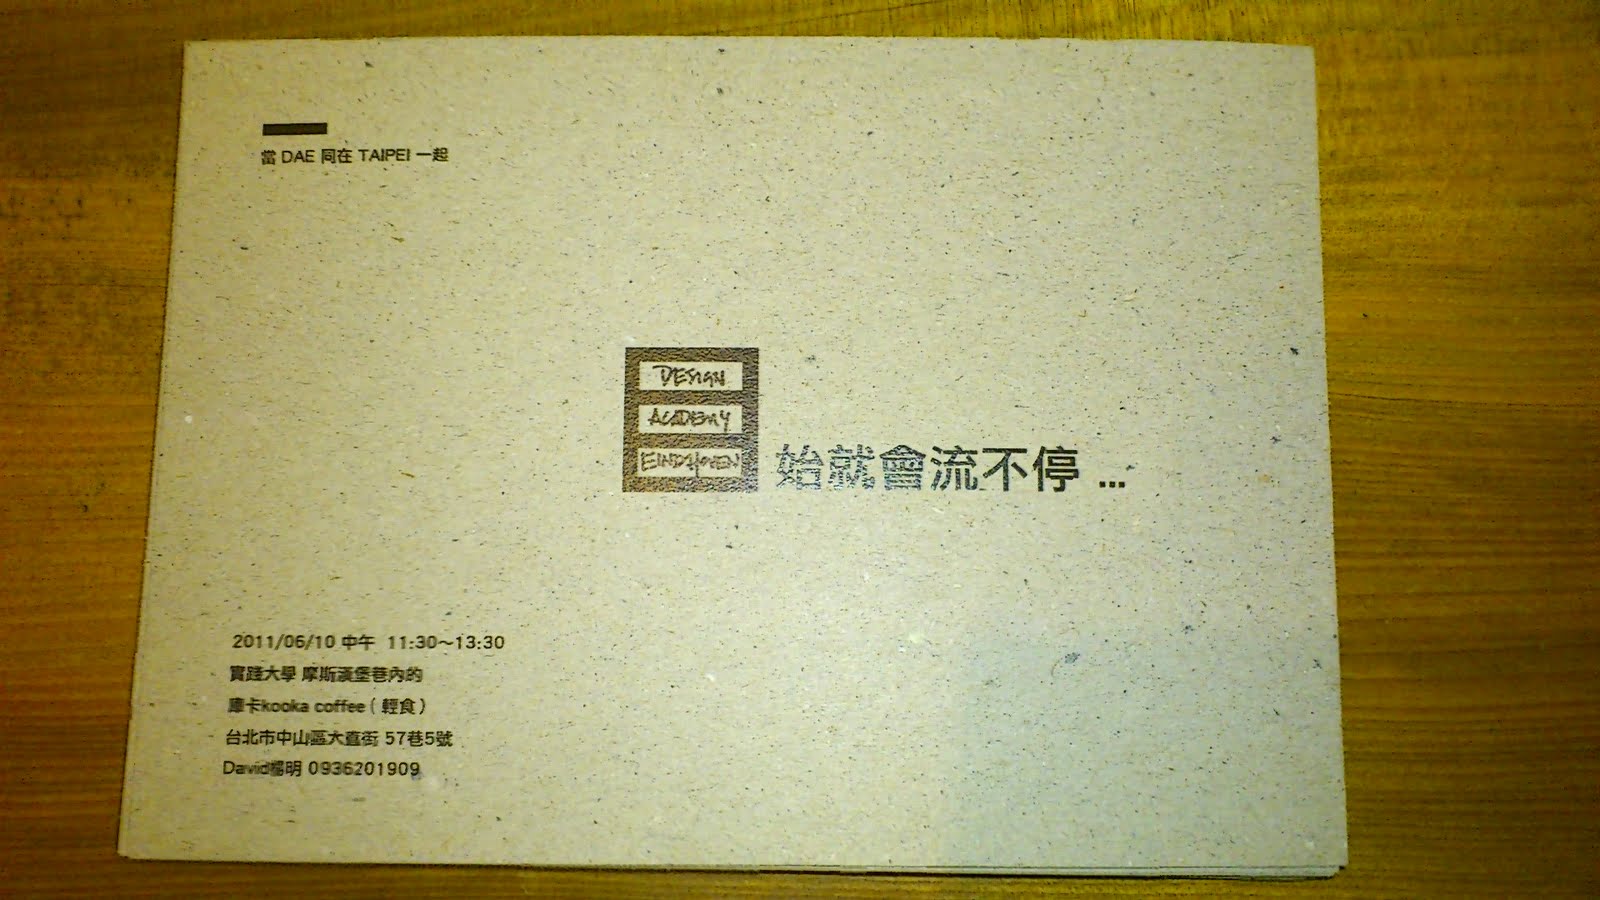 當 DAE 同在 TAIPEI 一起
DESIGN
ACADEMY
EINDHOVEN
始就會流不停 ...
2011/06/10 中午 11:30～13:30
實踐大學 摩斯漢堡巷內的
庫卡kooka coffee ( 輕食 )
台北市中山區大直街 57巷5號
David楊明 0936201909